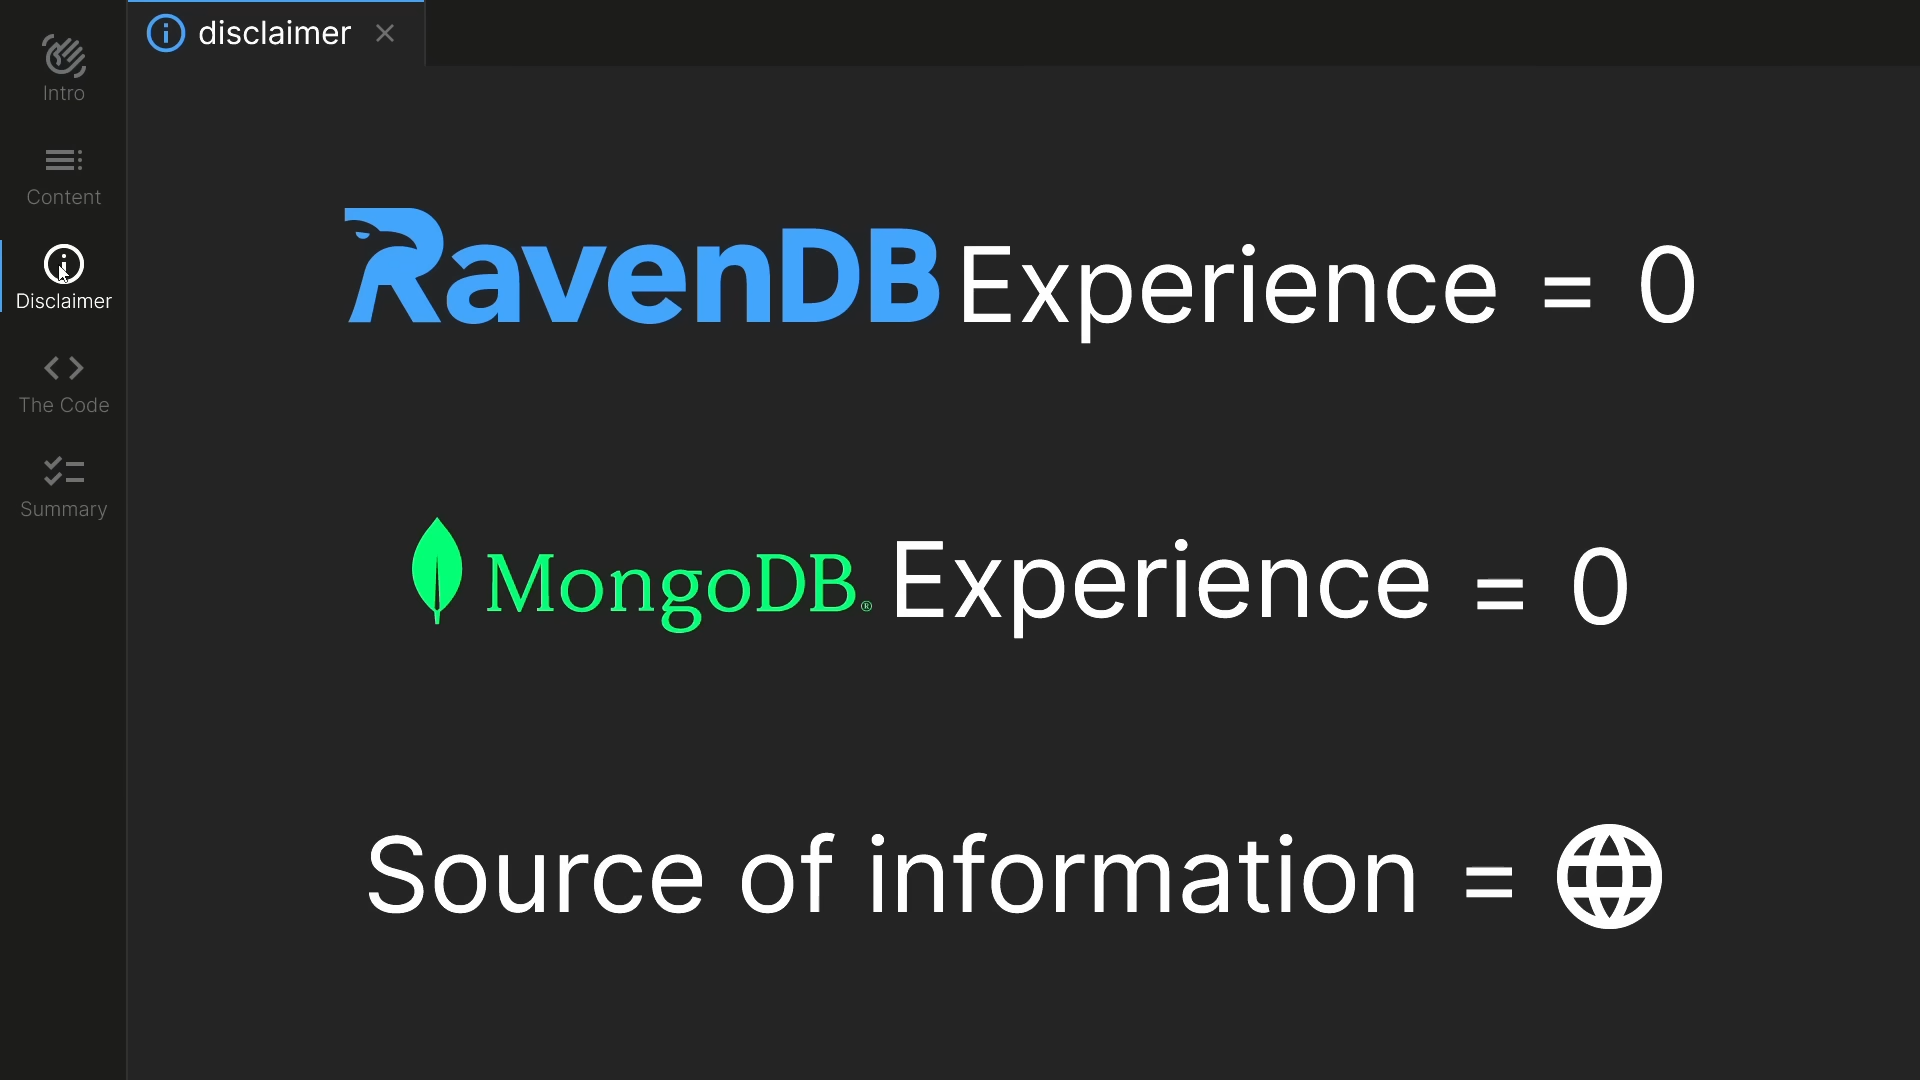 disclaimer
Intro
Content
Disclaimer
The Code
Summary
RavenDB Experience = 0
MongoDB® Experience = 0
Source of information =